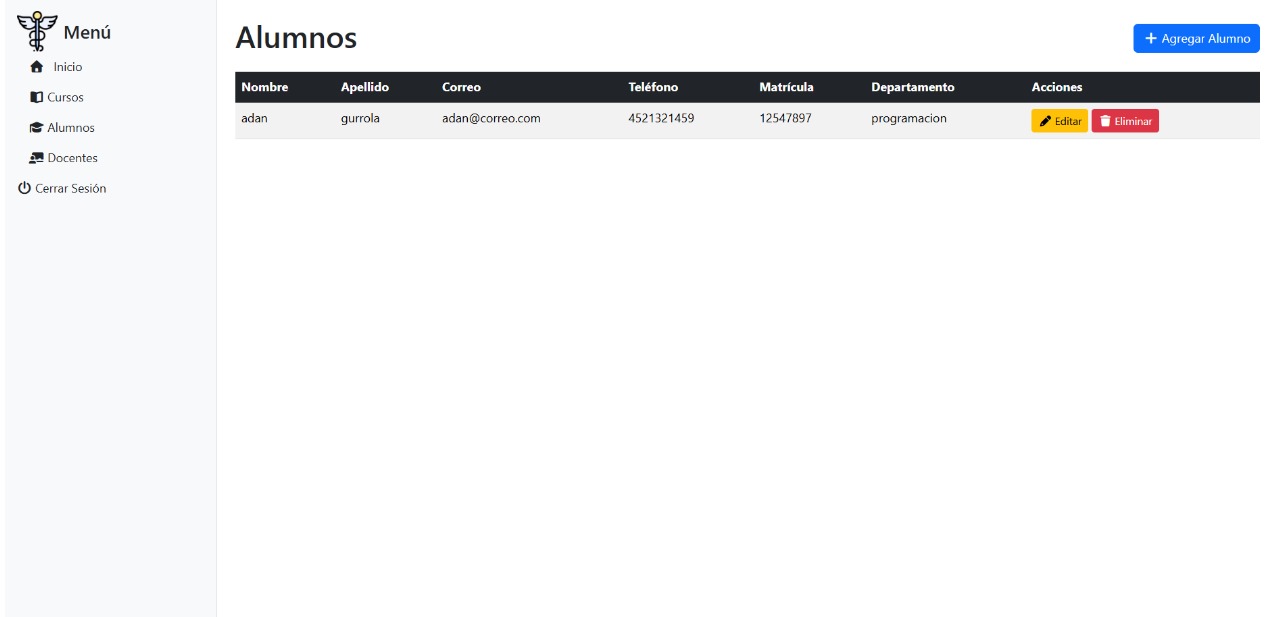 Menú
Inicio
Cursos
Alumnos
Docentes
Cerrar Sesión
Alumnos
Agregar Alumno
Nombre Apellido Correo Teléfono Matrícula Departamento Acciones
adan gurrola adan@correo.com 4521321459 12547897 programacion Editar Eliminar